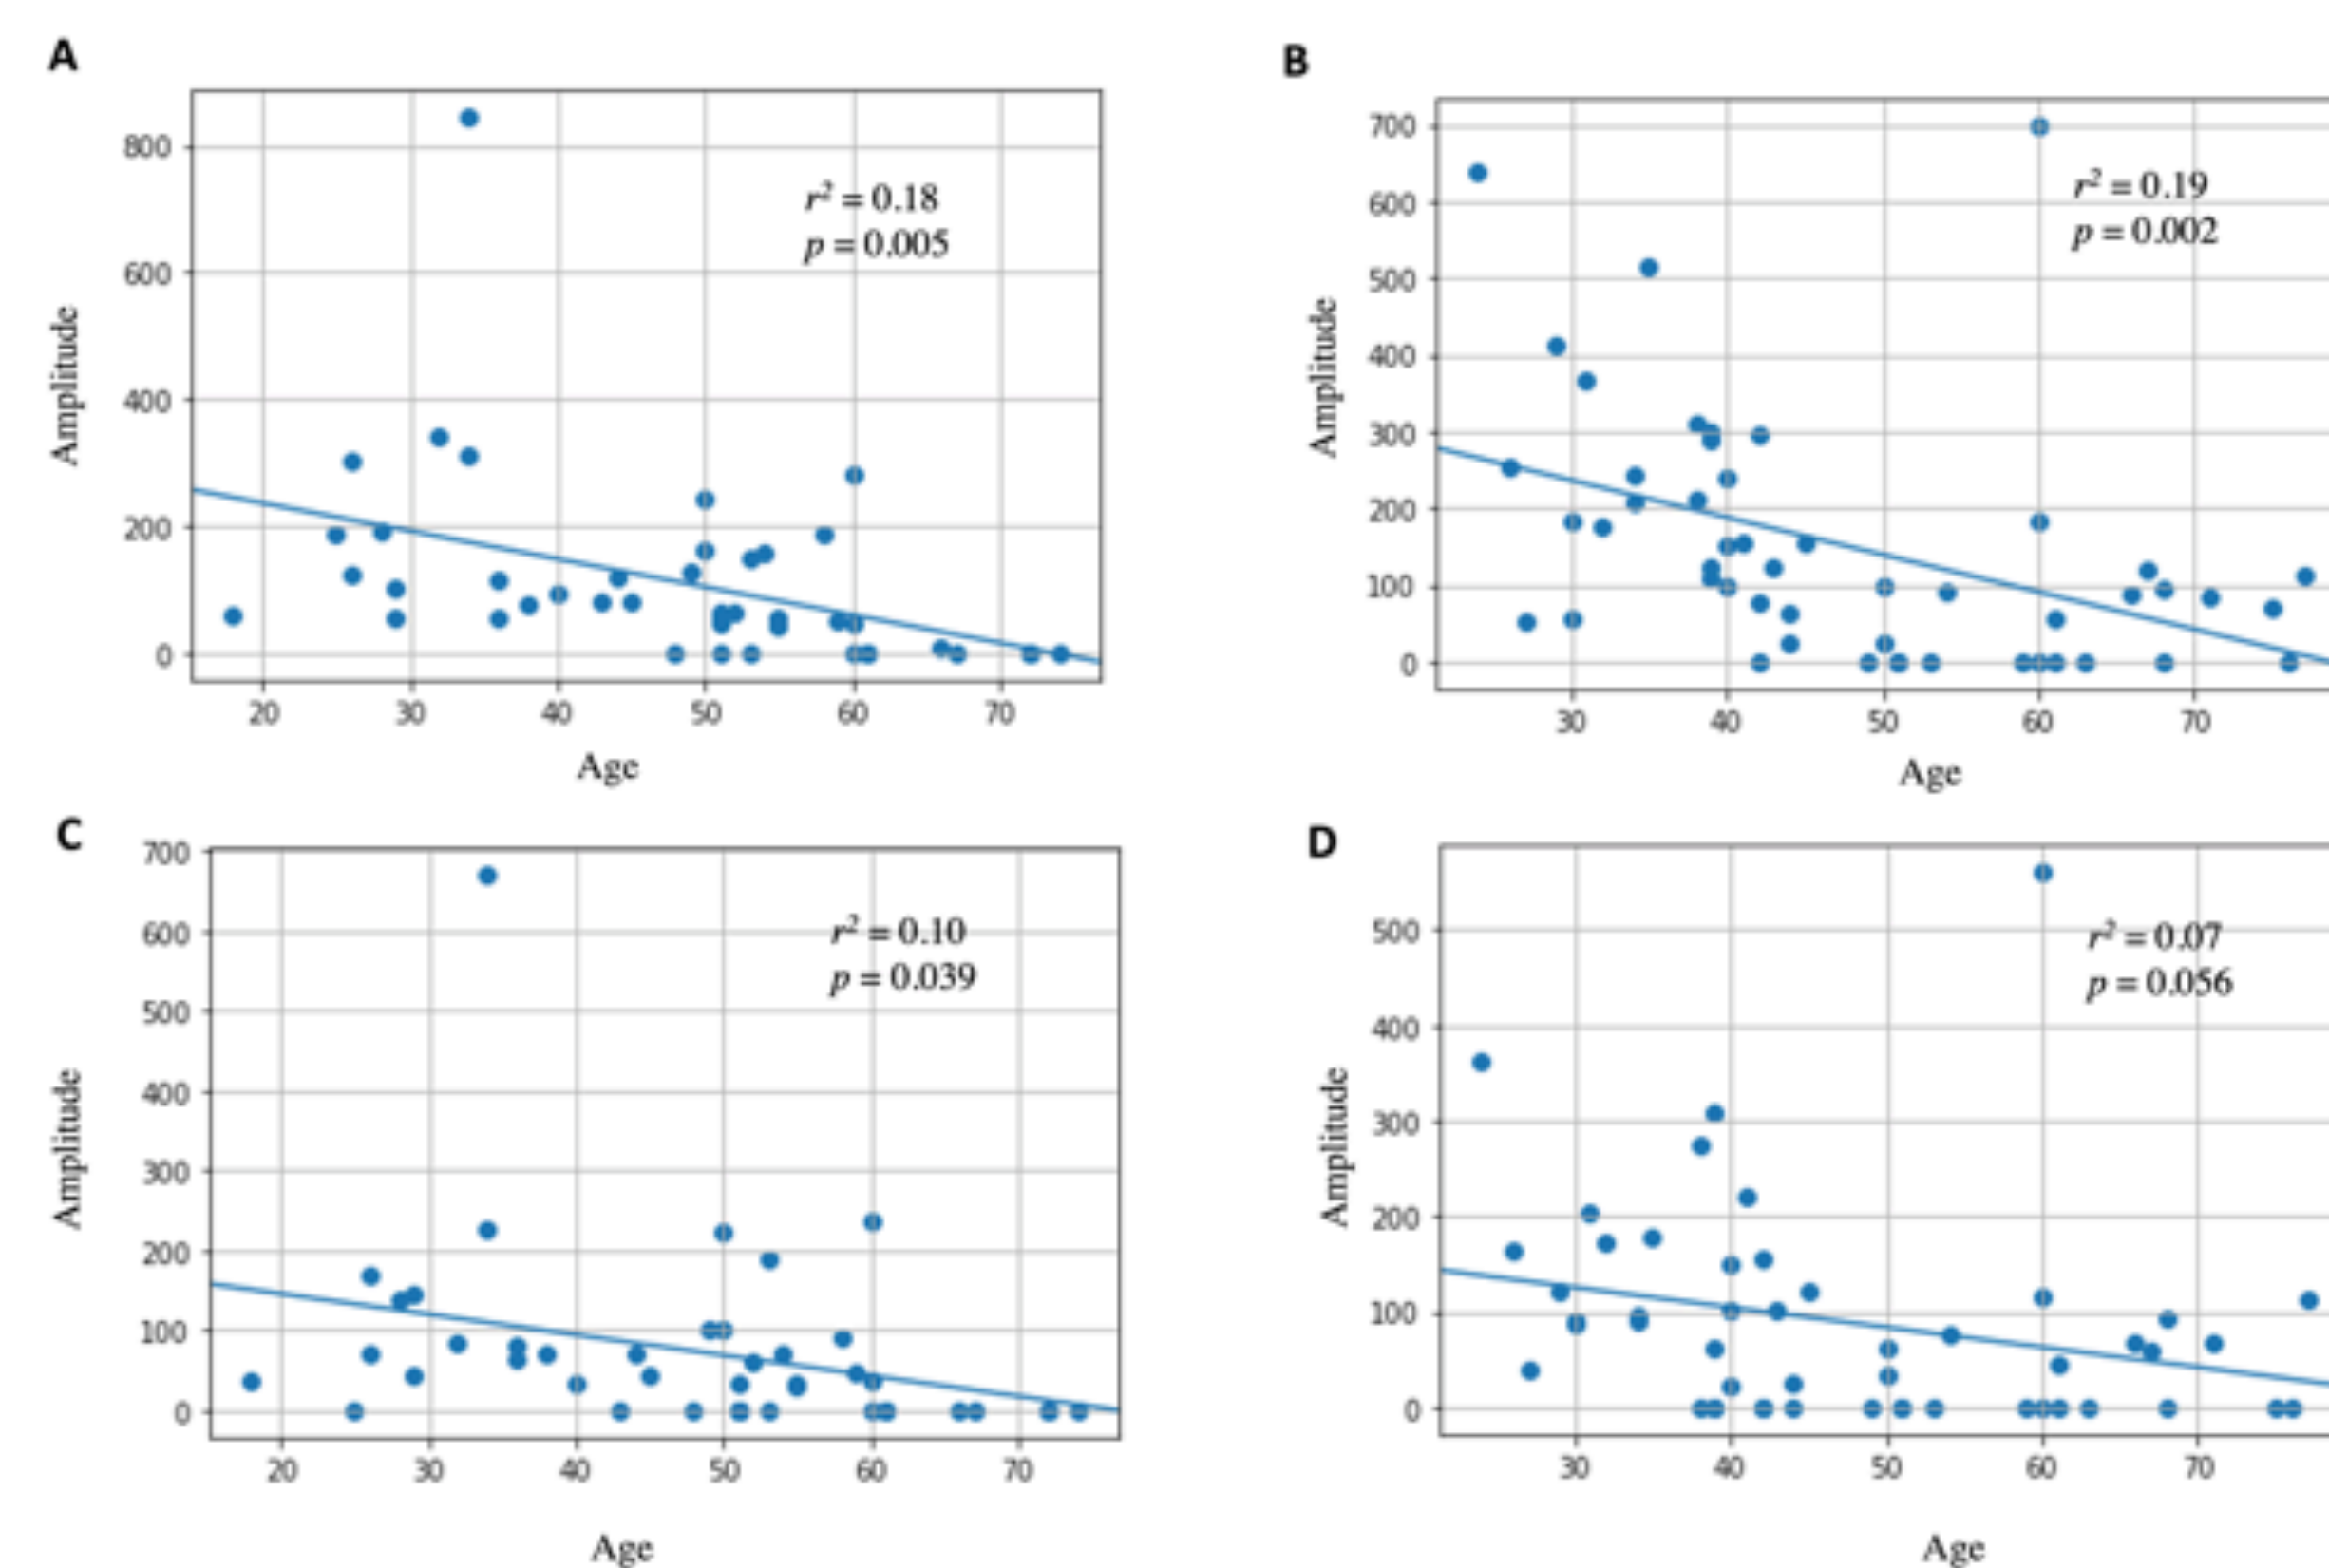 A
800
600
400
200
0
r² = 0.18
p = 0.005
Amplitude
20 30 40 50 60 70
Age
B
700
600
500
400
300
200
100
0
r² = 0.19
p = 0.002
Amplitude
30 40 50 60 70
Age
C
700
600
500
400
300
200
100
0
r² = 0.10
p = 0.039
Amplitude
20 30 40 50 60 70
Age
D
500
400
300
200
100
0
r² = 0.07
p = 0.056
Amplitude
30 40 50 60 70
Age